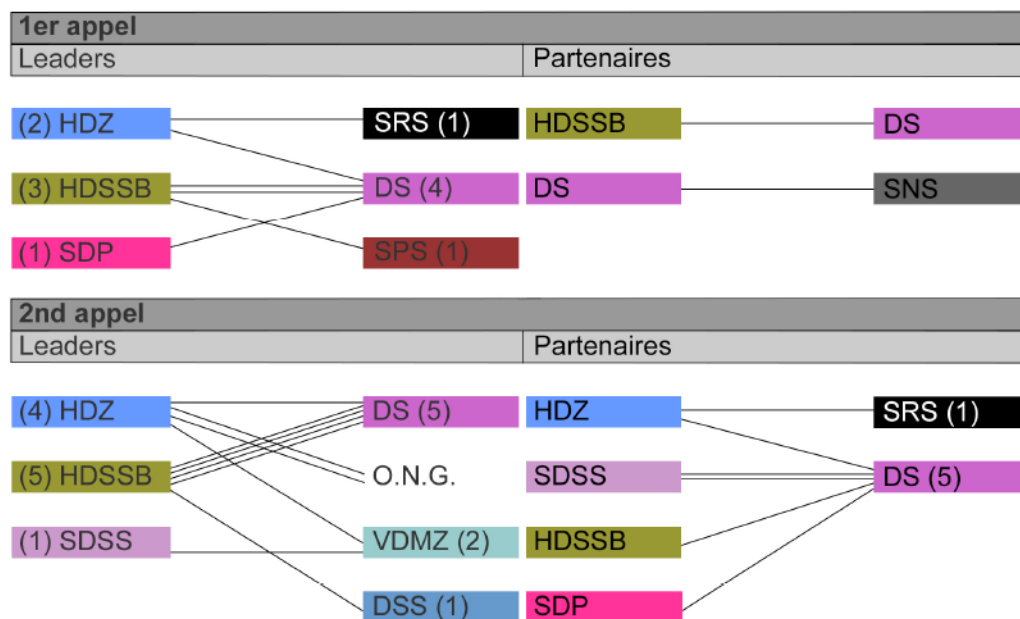 1er appel
Leaders Partenaires
(2) HDZ SRS (1) HDSSB DS
(3) HDSSB DS (4) DS SNS
(1) SDP SPS (1)
2nd appel
Leaders Partenaires
(4) HDZ DS (5) HDZ SRS (1)
(5) HDSSB O.N.G. SDSS DS (5)
(1) SDSS VDMZ (2) HDSSB
DSS (1) SDP